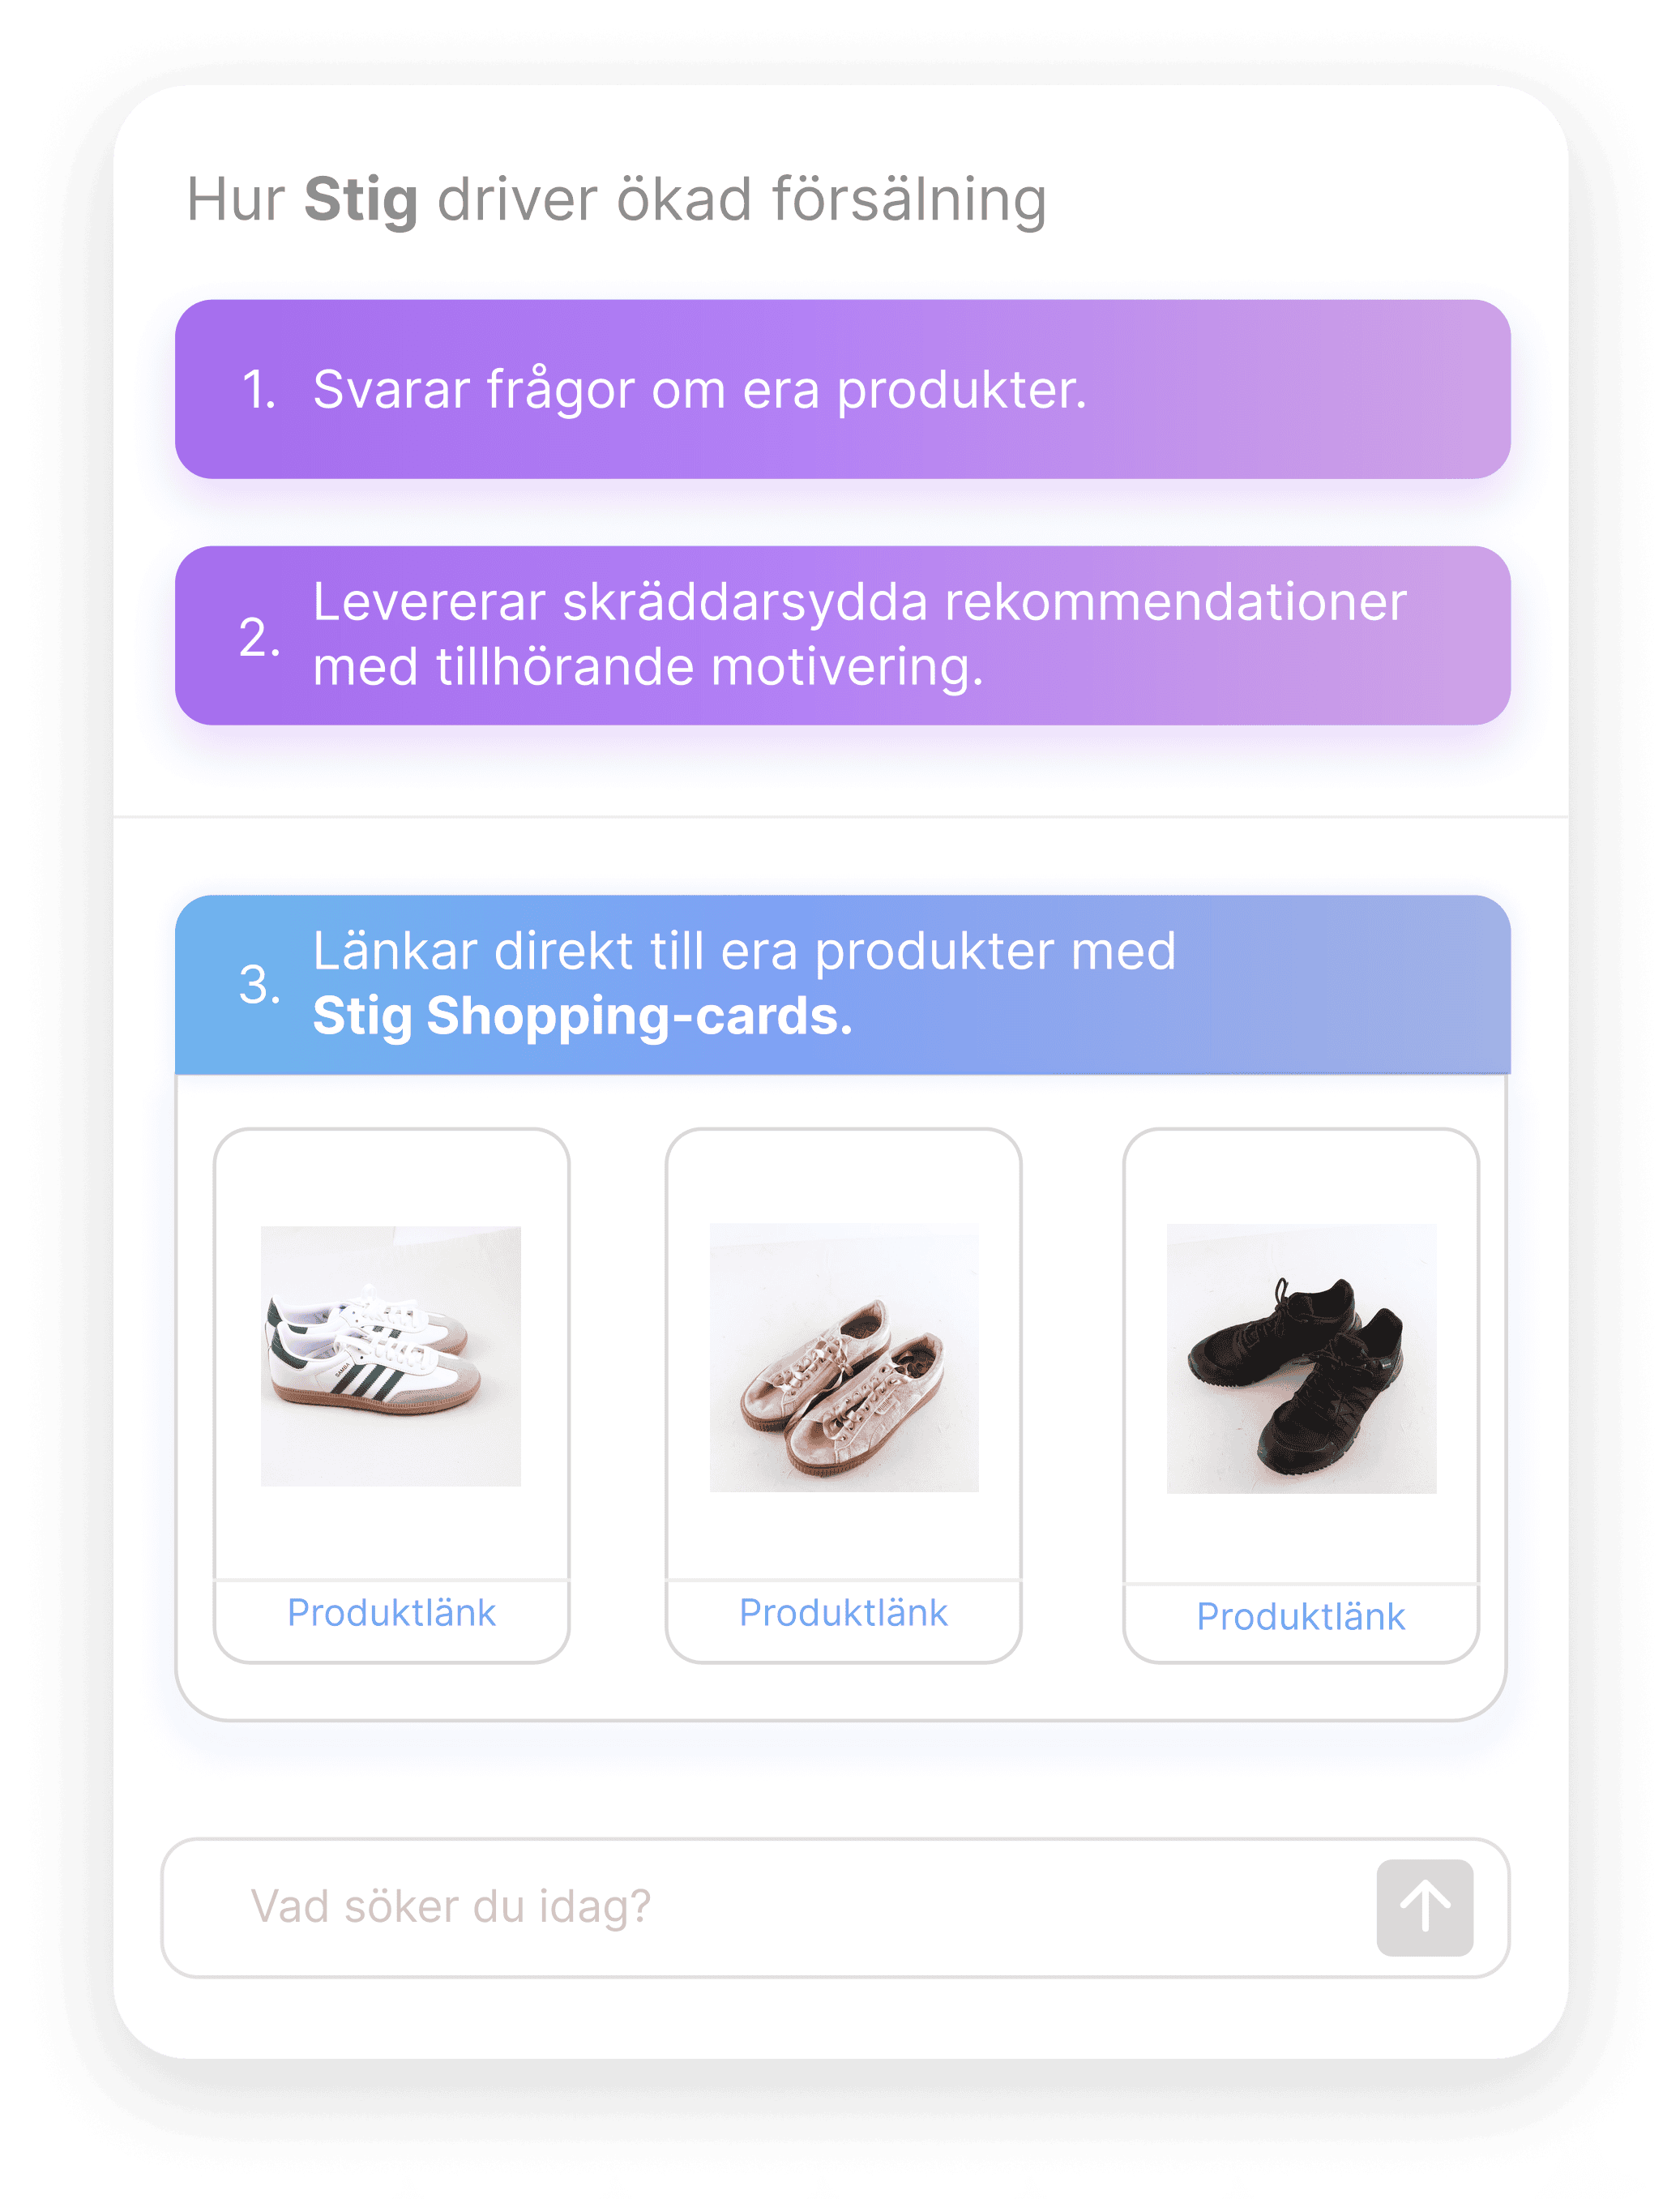 Hur Stig driver ökad försälning
1. Svarar frågor om era produkter.
2. Levererar skräddarsydda rekommendationer
med tillhörande motivering.
3. Länkar direkt till era produkter med
Stig Shopping-cards.
SAMBA
Produktlänk
Produktlänk
Produktlänk
Vad söker du idag?